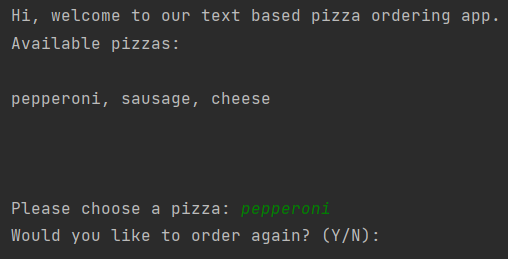 Hi, welcome to our text based pizza ordering app.
Available pizzas:
pepperoni, sausage, cheese
Please choose a pizza: pepperoni
Would you like to order again? (Y/N):